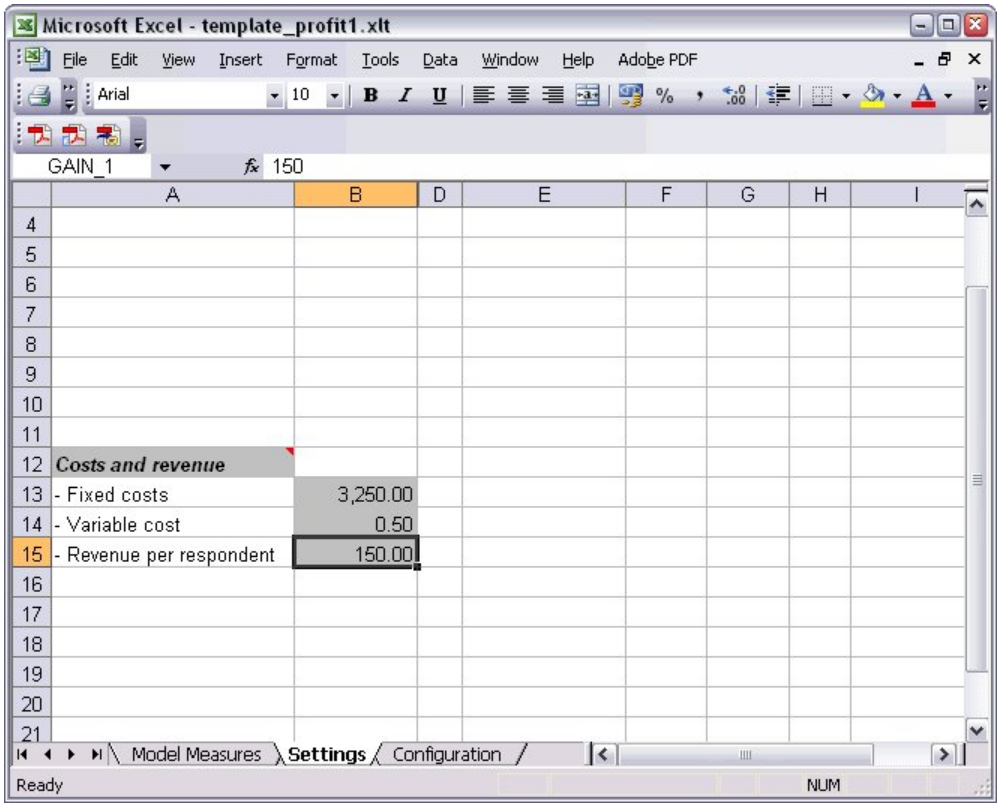 Microsoft Excel - template_profit1.xlt
File Edit View Insert Format Tools Data Window Help Adobe PDF
Arial 10 B I U % , .00 A
GAIN_1 fx 150
A B D E F G H I
4
5
6
7
8
9
10
11
12 Costs and revenue
13 - Fixed costs 3,250.00
14 - Variable cost 0.50
15 - Revenue per respondent 150.00
16
17
18
19
20
21
Model Measures Settings Configuration
Ready NUM